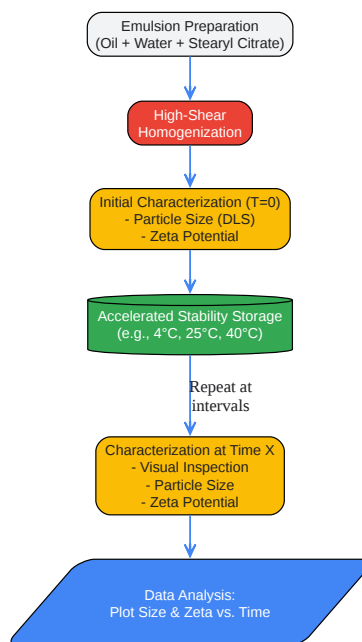 Emulsion Preparation
(Oil + Water + Stearyl Citrate)
High-Shear
Homogenization
Initial Characterization (T=0)
- Particle Size (DLS)
- Zeta Potential
Accelerated Stability Storage
(e.g., 4°C, 25°C, 40°C)
Repeat at
intervals
Characterization at Time X
- Visual Inspection
- Particle Size
- Zeta Potential
Data Analysis:
Plot Size & Zeta vs. Time